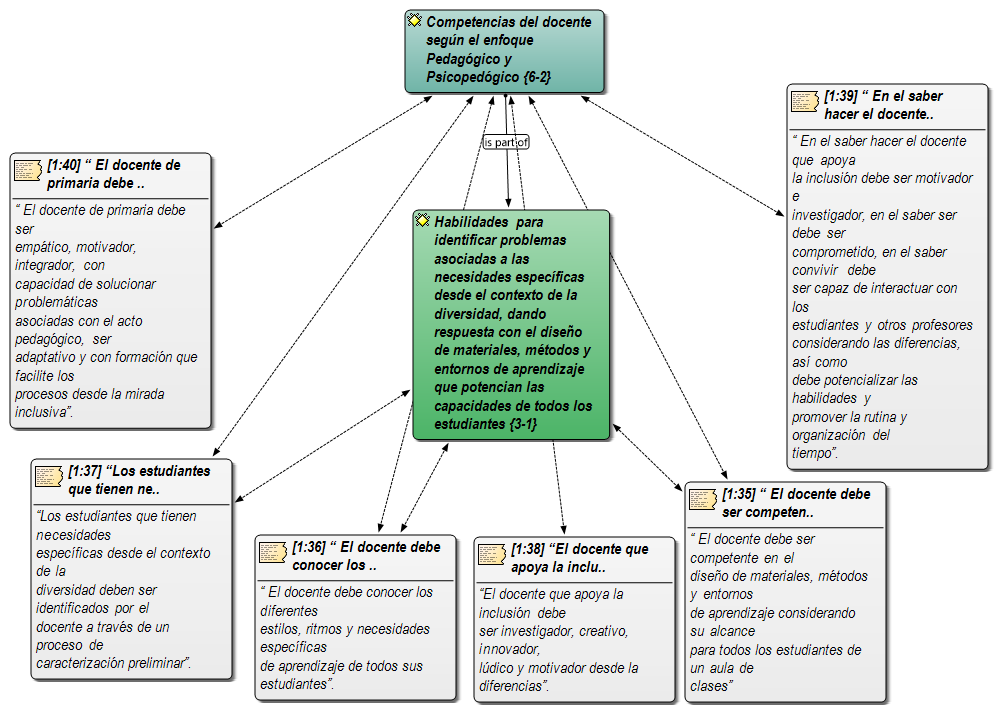 Competencias del docente
según el enfoque
Pedagógico y
Psicopedógico {6-2}
is part of
[1:39] “ En el saber
hacer el docente..
“ En el saber hacer el docente
que apoya
la inclusión debe ser motivador
e
investigador, en el saber ser
debe ser
comprometido, en el saber
convivir debe
ser capaz de interactuar con
los
estudiantes y otros profesores
considerando las diferencias,
así como
debe potencializar las
habilidades y
promover la rutina y
organización del
tiempo”.
[1:40] “ El docente de
primaria debe ..
“ El docente de primaria debe
ser
empático, motivador,
integrador, con
capacidad de solucionar
problemáticas
asociadas con el acto
pedagógico, ser
adaptativo y con formación que
facilite los
procesos desde la mirada
inclusiva”.
Habilidades para
identificar problemas
asociadas a las
necesidades específicas
desde el contexto de la
diversidad, dando
respuesta con el diseño
de materiales, métodos y
entornos de aprendizaje
que potencian las
capacidades de todos los
estudiantes {3-1}
[1:37] “Los estudiantes
que tienen ne..
“Los estudiantes que tienen
necesidades
específicas desde el contexto
de la
diversidad deben ser
identificados por el
docente a través de un
proceso de
caracterización preliminar”.
[1:36] “ El docente debe
conocer los ..
“ El docente debe conocer los
diferentes
estilos, ritmos y necesidades
específicas
de aprendizaje de todos sus
estudiantes”.
[1:38] “El docente que
apoya la inclu..
“El docente que apoya la
inclusión debe
ser investigador, creativo,
innovador,
lúdico y motivador desde la
diferencias”.
[1:35] “ El docente debe
ser competen..
“ El docente debe ser
competente en el
diseño de materiales, métodos
y entornos
de aprendizaje considerando
su alcance
para todos los estudiantes de
un aula de
clases”